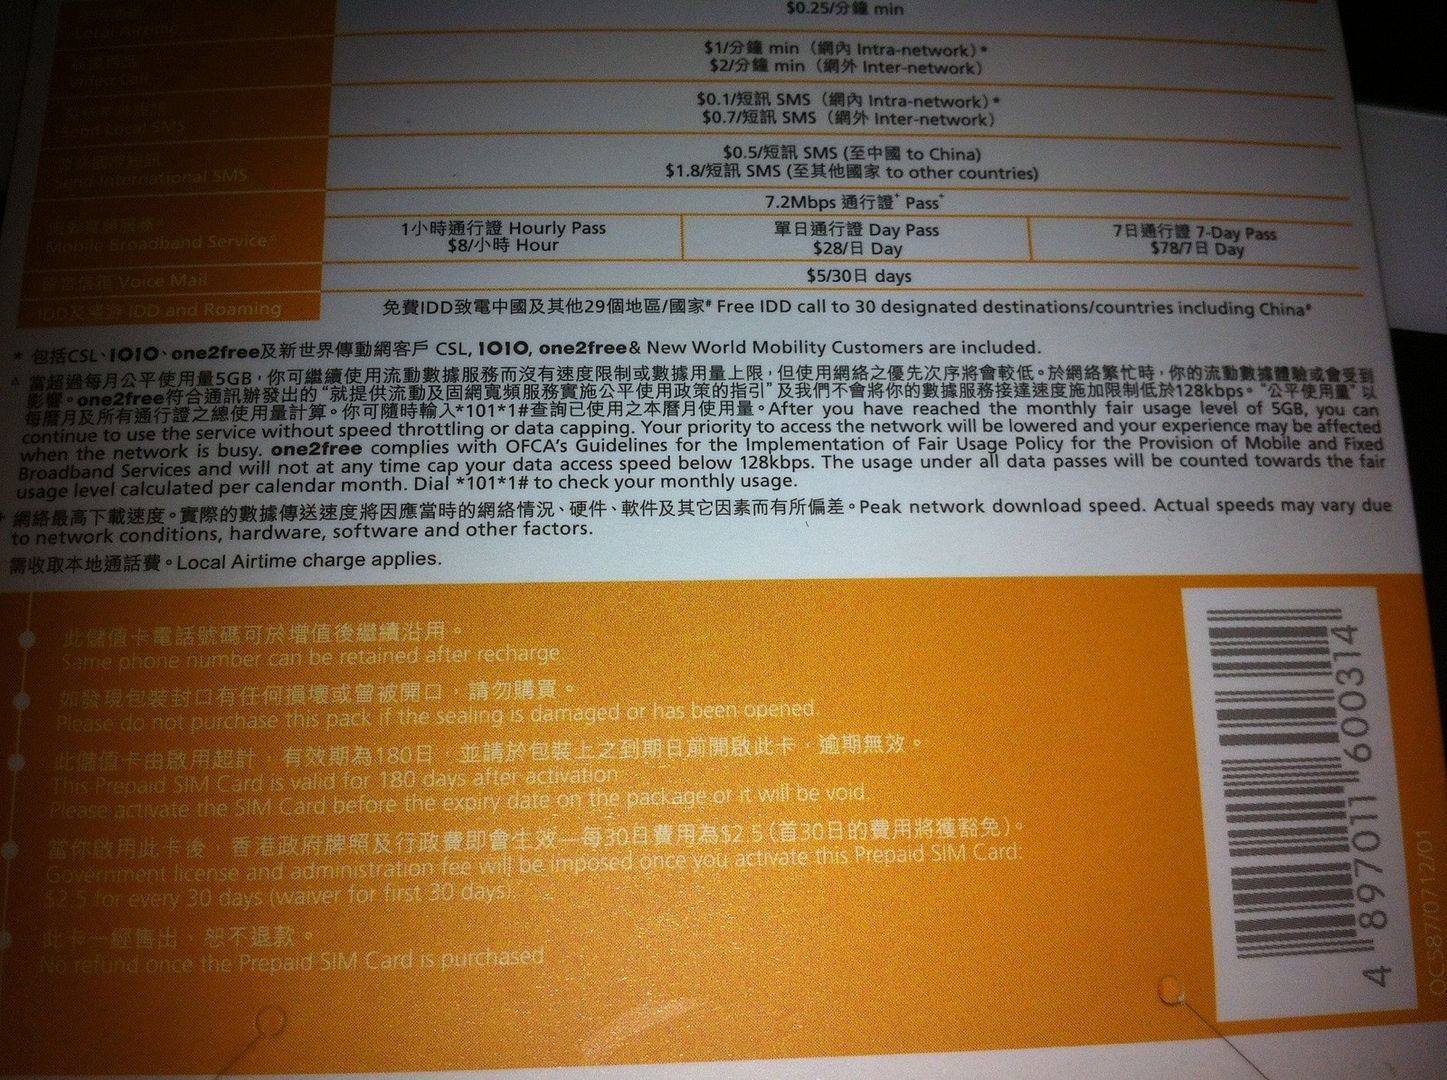 Local Airtime
$0.25/分鐘 min
$1/分鐘 min（網內 Intra-network）*
$2/分鐘 min（網外 Inter-network）
Send Local SMS
$0.1/短訊 SMS（網內 Intra-network）*
$0.7/短訊 SMS（網外 Inter-network）
Send International SMS
$0.5/短訊 SMS (至中國 to China)
$1.8/短訊 SMS (至其他國家 to other countries)
Mobile Broadband Service△
7.2Mbps 通行證+ Pass+
1小時通行證 Hourly Pass
$8/小時 Hour
單日通行證 Day Pass
$28/日 Day
7日通行證 7-Day Pass
$78/7日 Day
Voice Mail
$5/30日 days
IDD and Roaming
免費IDD致電中國及其他29個地區/國家# Free IDD call to 30 designated destinations/countries including China#
* 包括CSL、1O1O、one2free及新世界傳動網客戶 CSL, 1O1O, one2free & New World Mobility Customers are included.
△ 當超過每月公平使用量5GB，你可繼續使用流動數據服務而沒有速度限制或數據用量上限，但使用網絡之優先次序將會較低。於網絡繁忙時，你的流動數據體驗或會受到
影響。one2free符合通訊辦發出的“就提供流動及固網寬頻服務實施公平使用政策的指引”及我們不會將你的數據服務接達速度施加限制低於128kbps。“公平使用量”以
每曆月及所有通行證之總使用量計算。你可隨時輸入*101*1#查詢已使用之本曆月使用量。After you have reached the monthly fair usage level of 5GB, you can
continue to use the service without speed throttling or data capping. Your priority to access the network will be lowered and your experience may be affected
when the network is busy. one2free complies with OFCA's Guidelines for the Implementation of Fair Usage Policy for the Provision of Mobile and Fixed
Broadband Services and will not at any time cap your data access speed below 128kbps. The usage under all data passes will be counted towards the fair
usage level calculated per calendar month. Dial *101*1# to check your monthly usage.
+ 網絡最高下載速度。實際的數據傳送速度將因應當時的網絡情況、硬件、軟件及其它因素而有所偏差。Peak network download speed. Actual speeds may vary due
to network conditions, hardware, software and other factors.
需收取本地通話費。Local Airtime charge applies.
此儲值卡電話號碼可於增值後繼續沿用。
Same phone number can be retained after recharge.
如發現包裝封口有任何損壞或曾被開口，請勿購買。
Please do not purchase this pack if the sealing is damaged or has been opened.
此儲值卡由啟用起計，有效期為180日，並請於包裝上之到期日前開啟此卡，逾期無效。
This Prepaid SIM Card is valid for 180 days after activation.
Please activate the SIM Card before the expiry date on the package or it will be void.
當你啟用此卡後，香港政府牌照及行政費即會生效—每30日費用為$2.5（首30日的費用將獲豁免）。
Government license and administration fee will be imposed once you activate this Prepaid SIM Card:
$2.5 for every 30 days (waiver for first 30 days).
此卡一經售出、恕不退款。
No refund once the Prepaid SIM Card is purchased.
4 897011 600314
OC587/0712/01